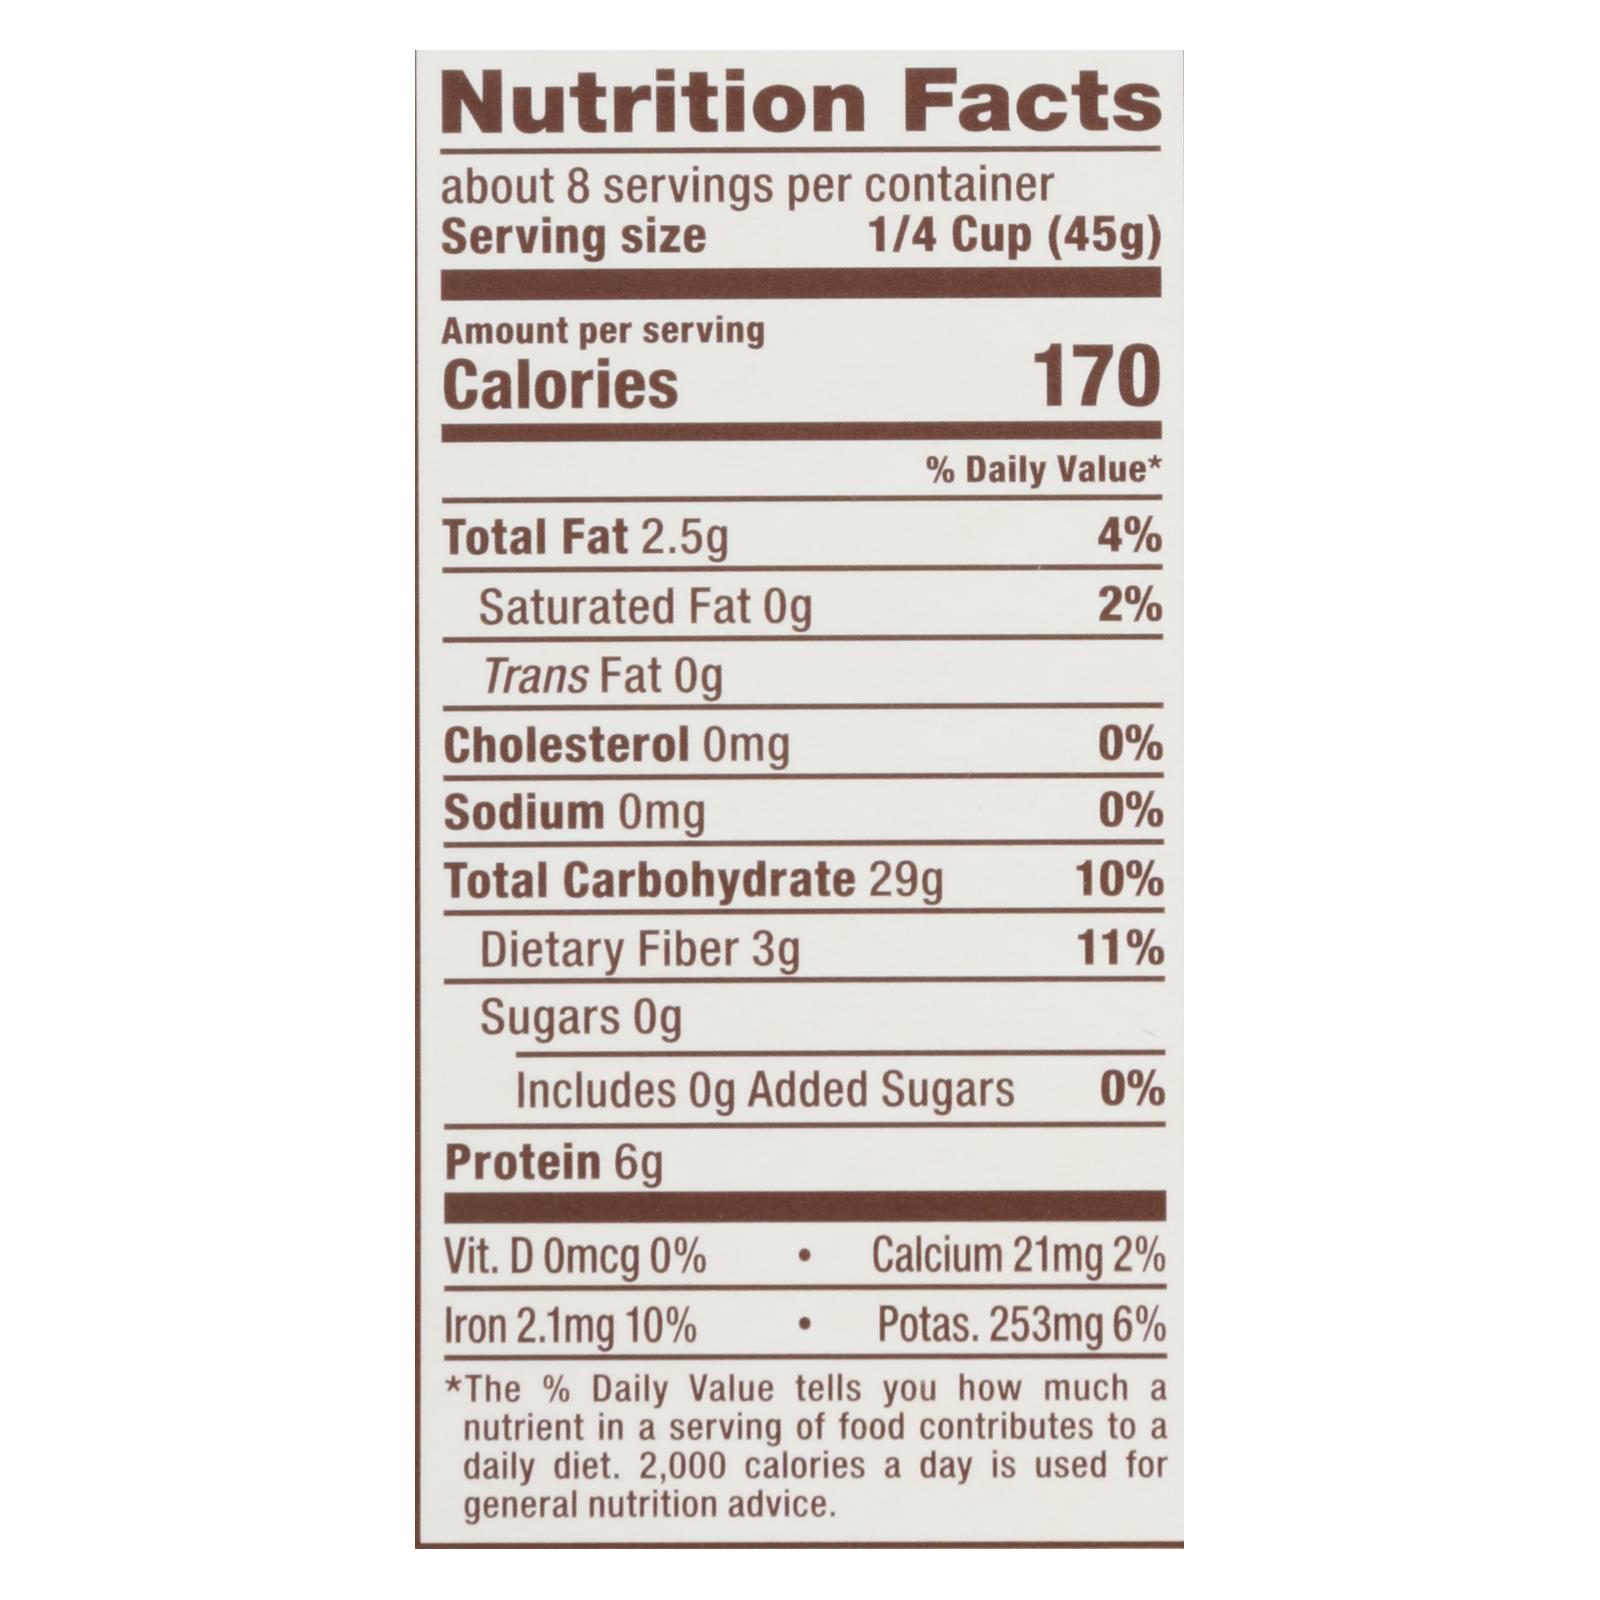 Nutrition Facts
about 8 servings per container
Serving size 1/4 Cup (45g)
Amount per serving
Calories 170
% Daily Value*
Total Fat 2.5g 4%
Saturated Fat 0g 2%
Trans Fat 0g
Cholesterol 0mg 0%
Sodium 0mg 0%
Total Carbohydrate 29g 10%
Dietary Fiber 3g 11%
Sugars 0g
Includes 0g Added Sugars 0%
Protein 6g
Vit. D 0mcg 0% • Calcium 21mg 2%
Iron 2.1mg 10% • Potas. 253mg 6%
*The % Daily Value tells you how much a
nutrient in a serving of food contributes to a
daily diet. 2,000 calories a day is used for
general nutrition advice.